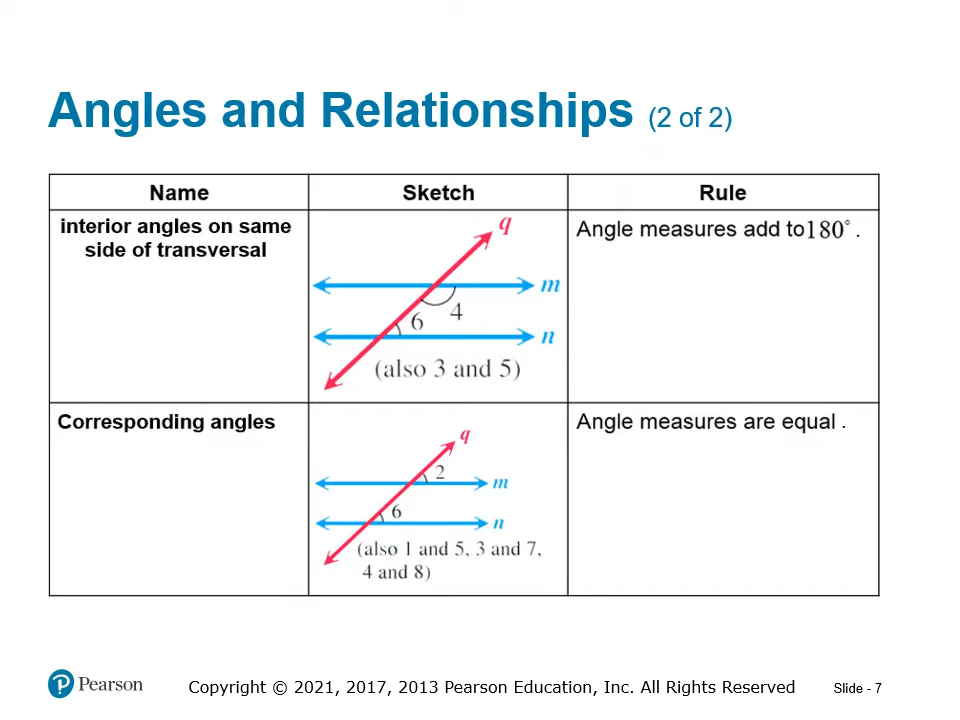 Angles and Relationships (2 of 2)
Name Sketch Rule
interior angles on same
side of transversal
q
m
4
6
n
(also 3 and 5)
Angle measures add to 180° .
Corresponding angles
q
2
m
6
n
(also 1 and 5, 3 and 7,
4 and 8)
Angle measures are equal .
P Pearson
Copyright © 2021, 2017, 2013 Pearson Education, Inc. All Rights Reserved
Slide - 7